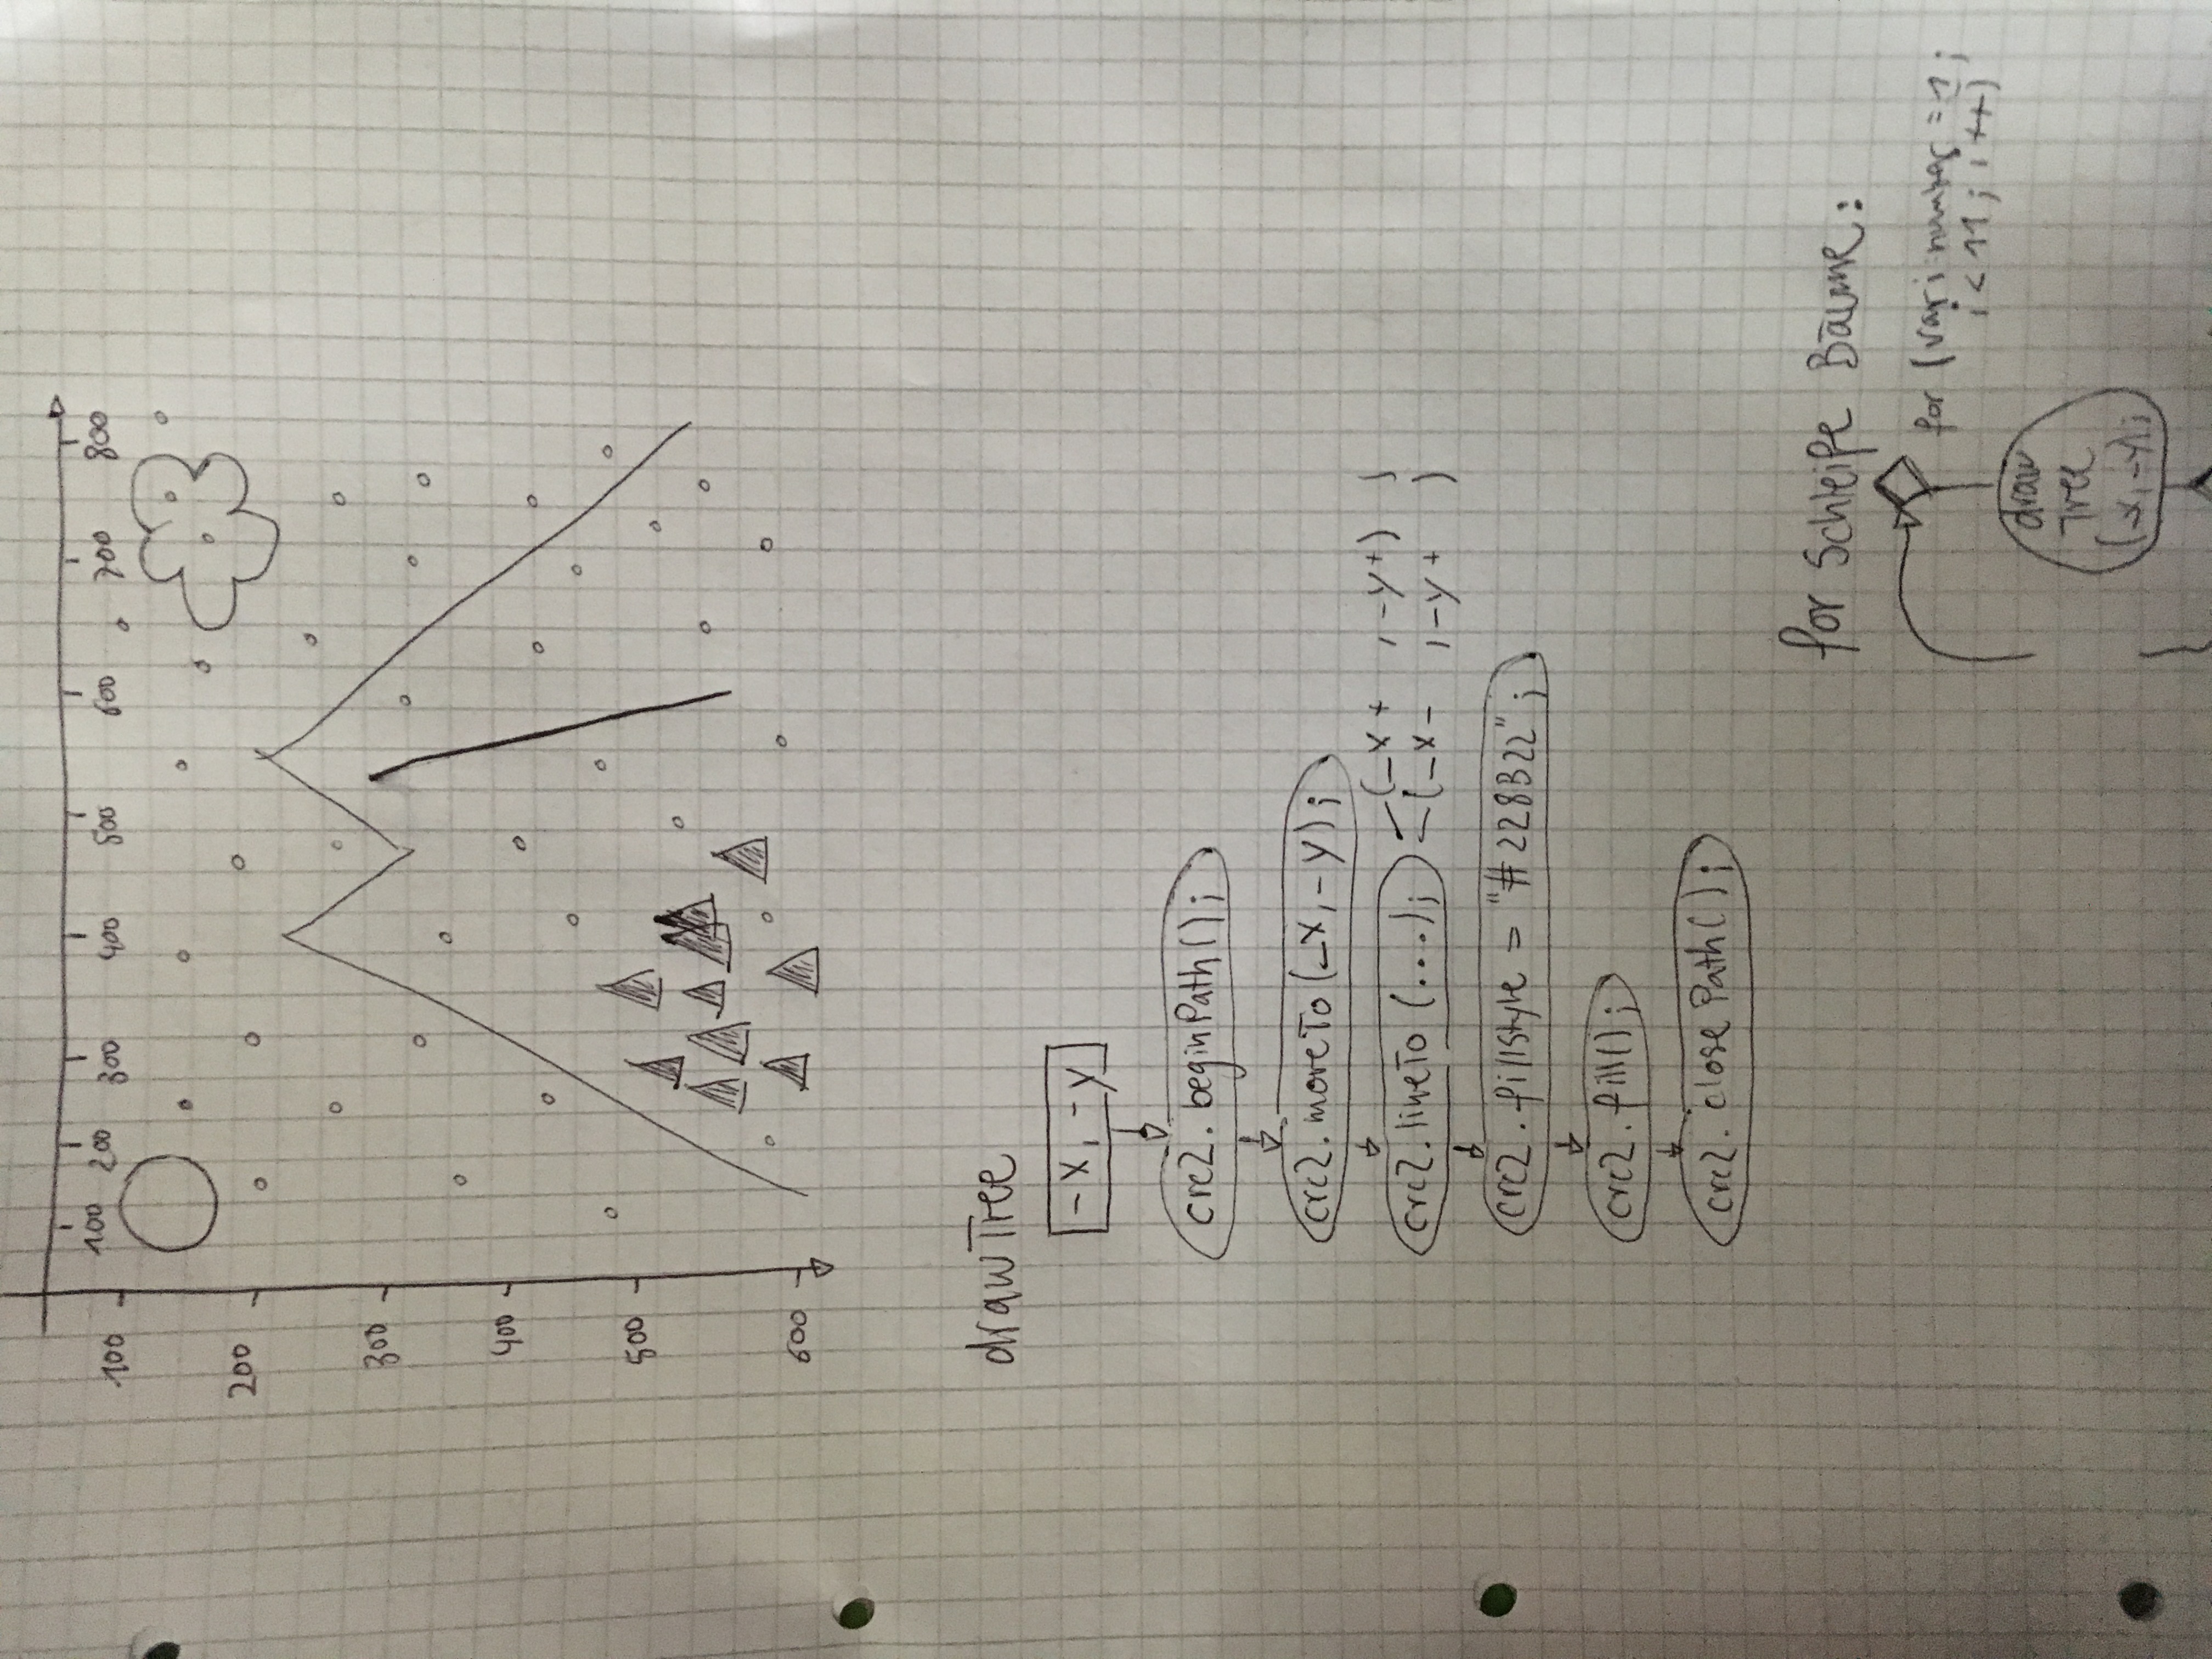 100 200 300 400 500 600 700 800
100
200
300
400
500
600
drawTree
_x, _y
crc2.beginPath();
crc2.moveTo(_x, _y);
crc2.lineTo(...);
(_x + , _y+) ;
(_x - , _y + )
crc2.fillStyle = "#228B22";
crc2.fill();
crc2.closePath();
for Schleife Bäume:
for (var i number = 1;
i < 11; i++)
draw
Tree
(_x, _y);